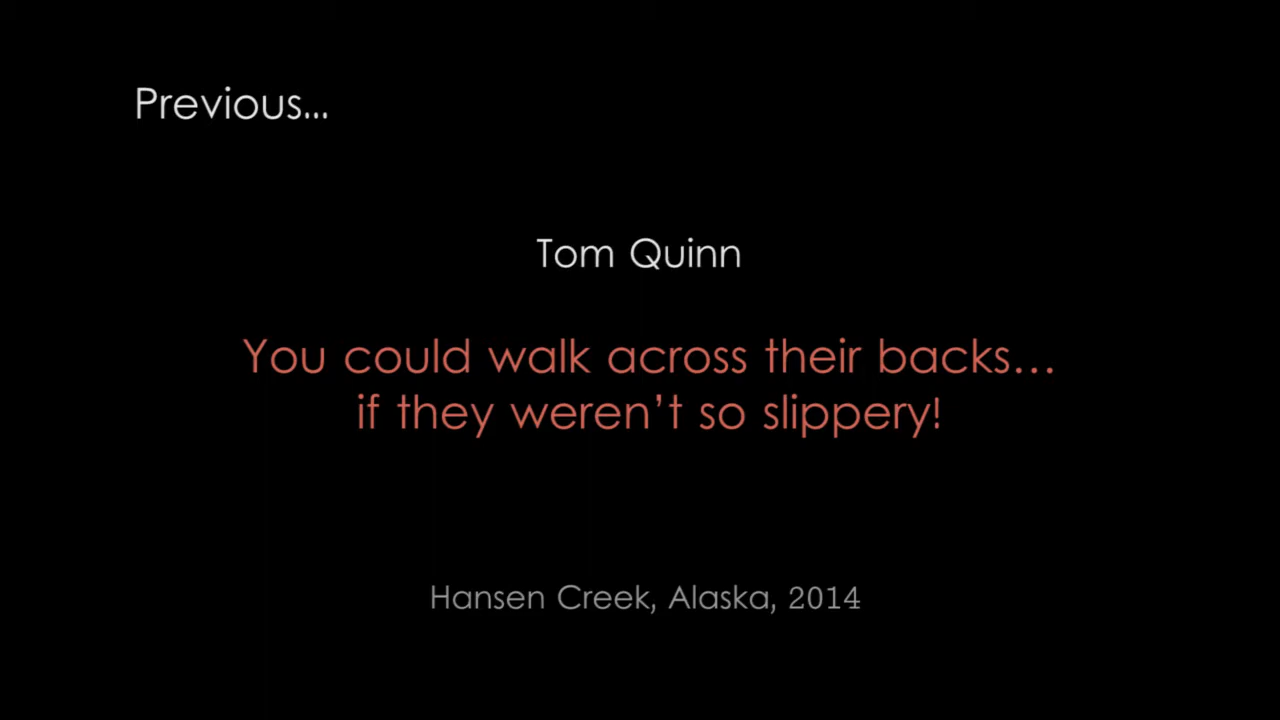 Previous...
Tom Quinn
You could walk across their backs…
if they weren’t so slippery!
Hansen Creek, Alaska, 2014